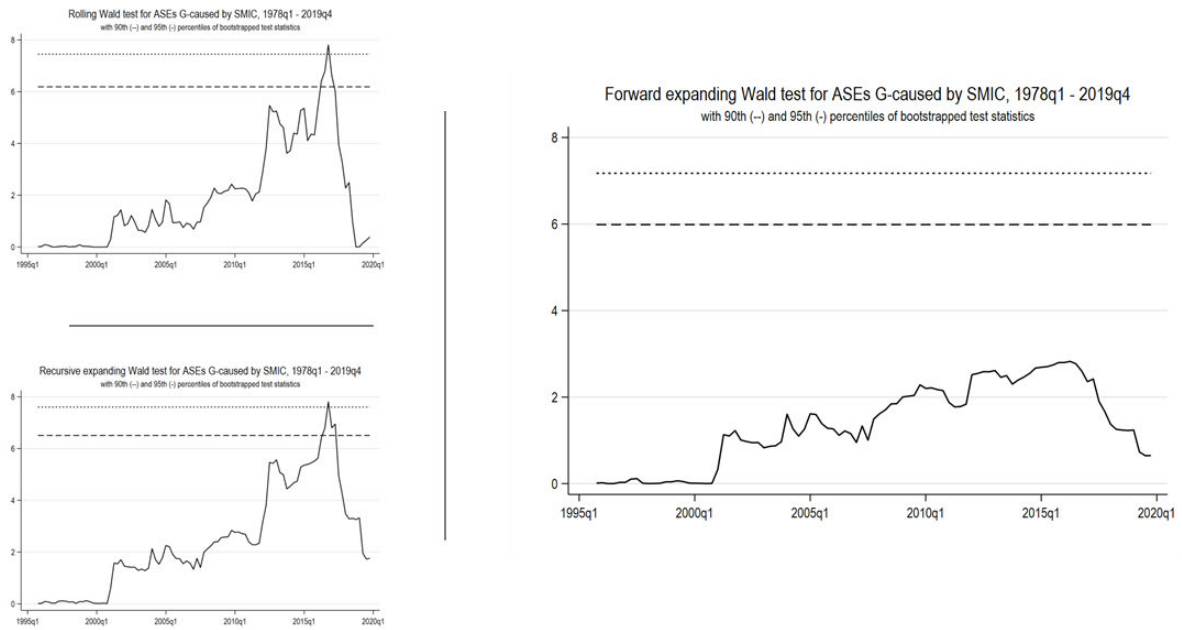 Rolling Wald test for ASEs G-caused by SMIC, 1978q1 - 2019q4
with 90th (--) and 95th (-) percentiles of bootstrapped test statistics
8
6
4
2
0
1995q1 2000q1 2005q1 2010q1 2015q1 2020q1
Recursive expanding Wald test for ASEs G-caused by SMIC, 1978q1 - 2019q4
with 90th (--) and 95th (-) percentiles of bootstrapped test statistics
8
6
4
2
0
1995q1 2000q1 2005q1 2010q1 2015q1 2020q1
Forward expanding Wald test for ASEs G-caused by SMIC, 1978q1 - 2019q4
with 90th (--) and 95th (-) percentiles of bootstrapped test statistics
8
6
4
2
0
1995q1 2000q1 2005q1 2010q1 2015q1 2020q1